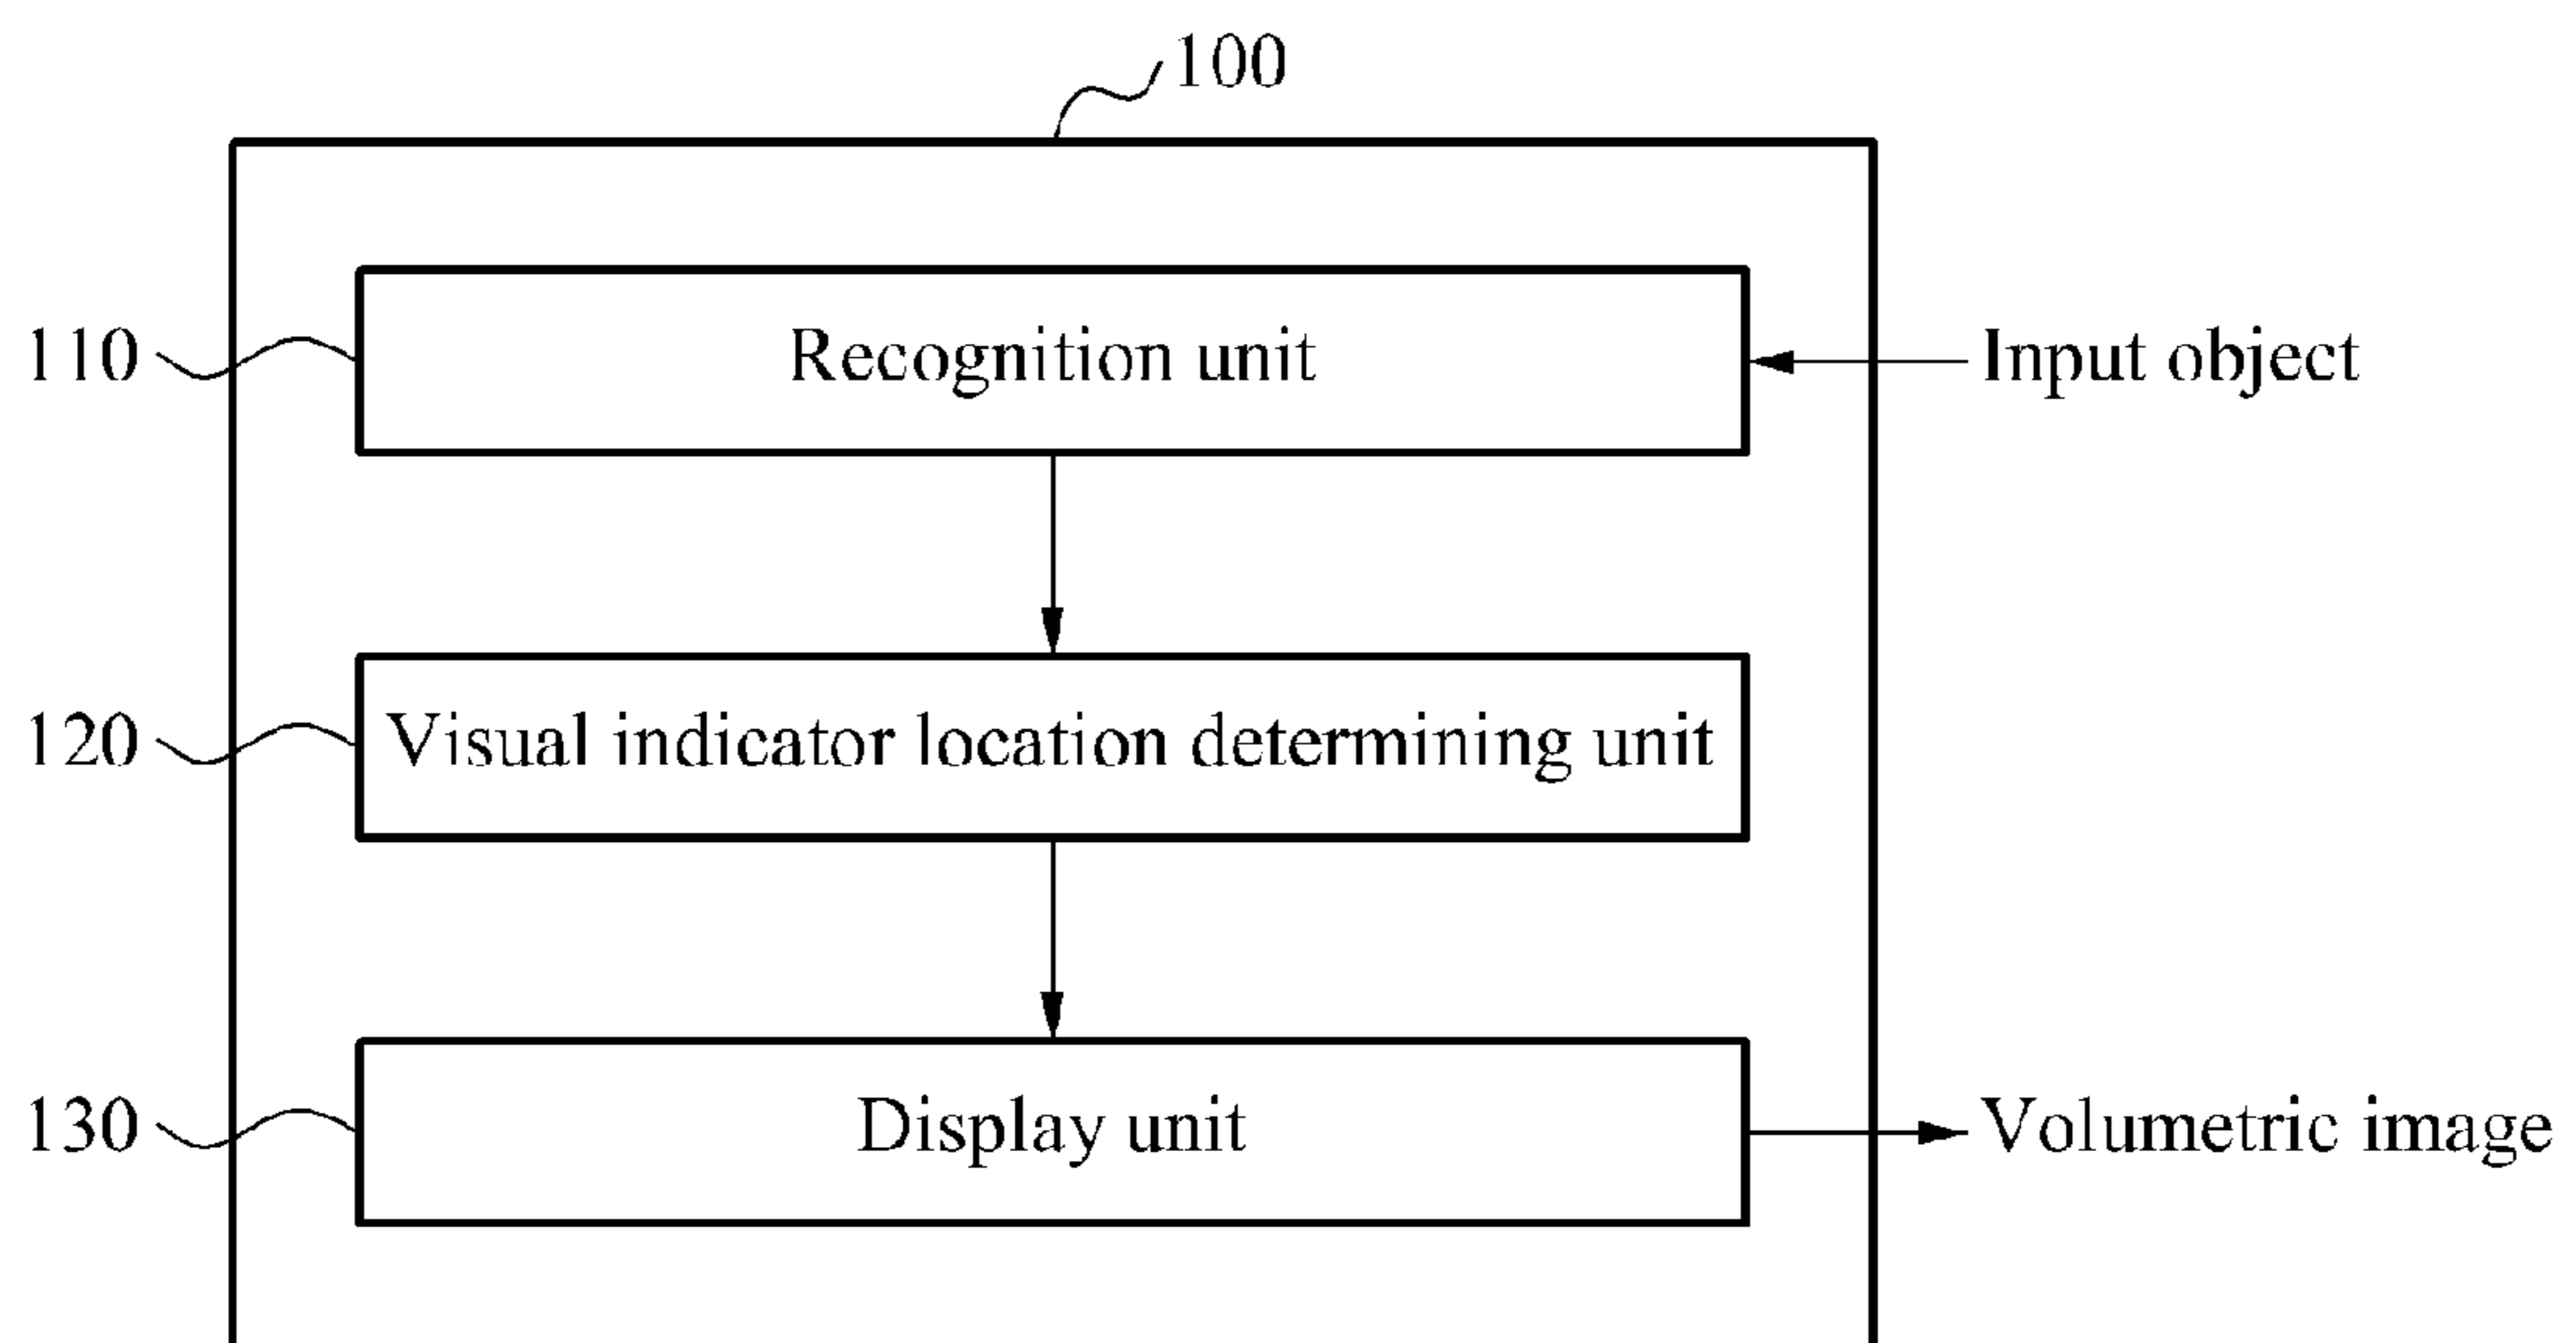 100
110
Recognition unit
Input object
120
Visual indicator location determining unit
130
Display unit
Volumetric image